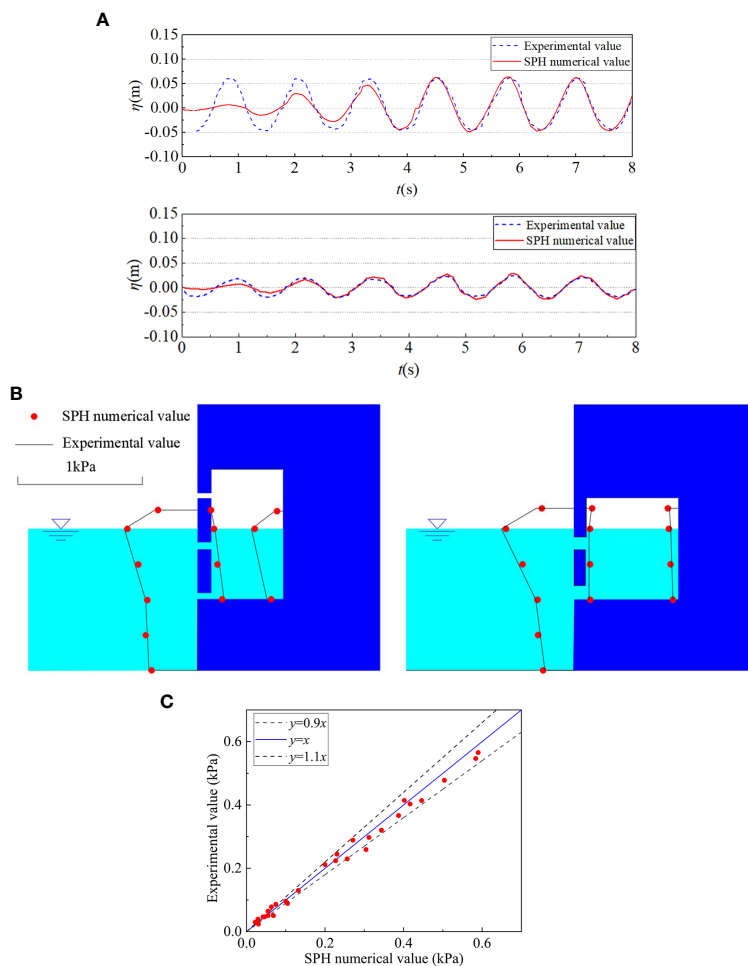 A
0.15
0.10
0.05
0.00
-0.05
-0.10
η(m)
Experimental value
SPH numerical value
0 1 2 3 4 5 6 7 8
t(s)
0.15
0.10
0.05
0.00
-0.05
-0.10
η(m)
Experimental value
SPH numerical value
0 1 2 3 4 5 6 7 8
t(s)
B
SPH numerical value
Experimental value
1kPa
C
y=0.9x
y=x
y=1.1x
0.6
0.4
0.2
0.0
Experimental value (kPa)
0.0 0.2 0.4 0.6
SPH numerical value (kPa)